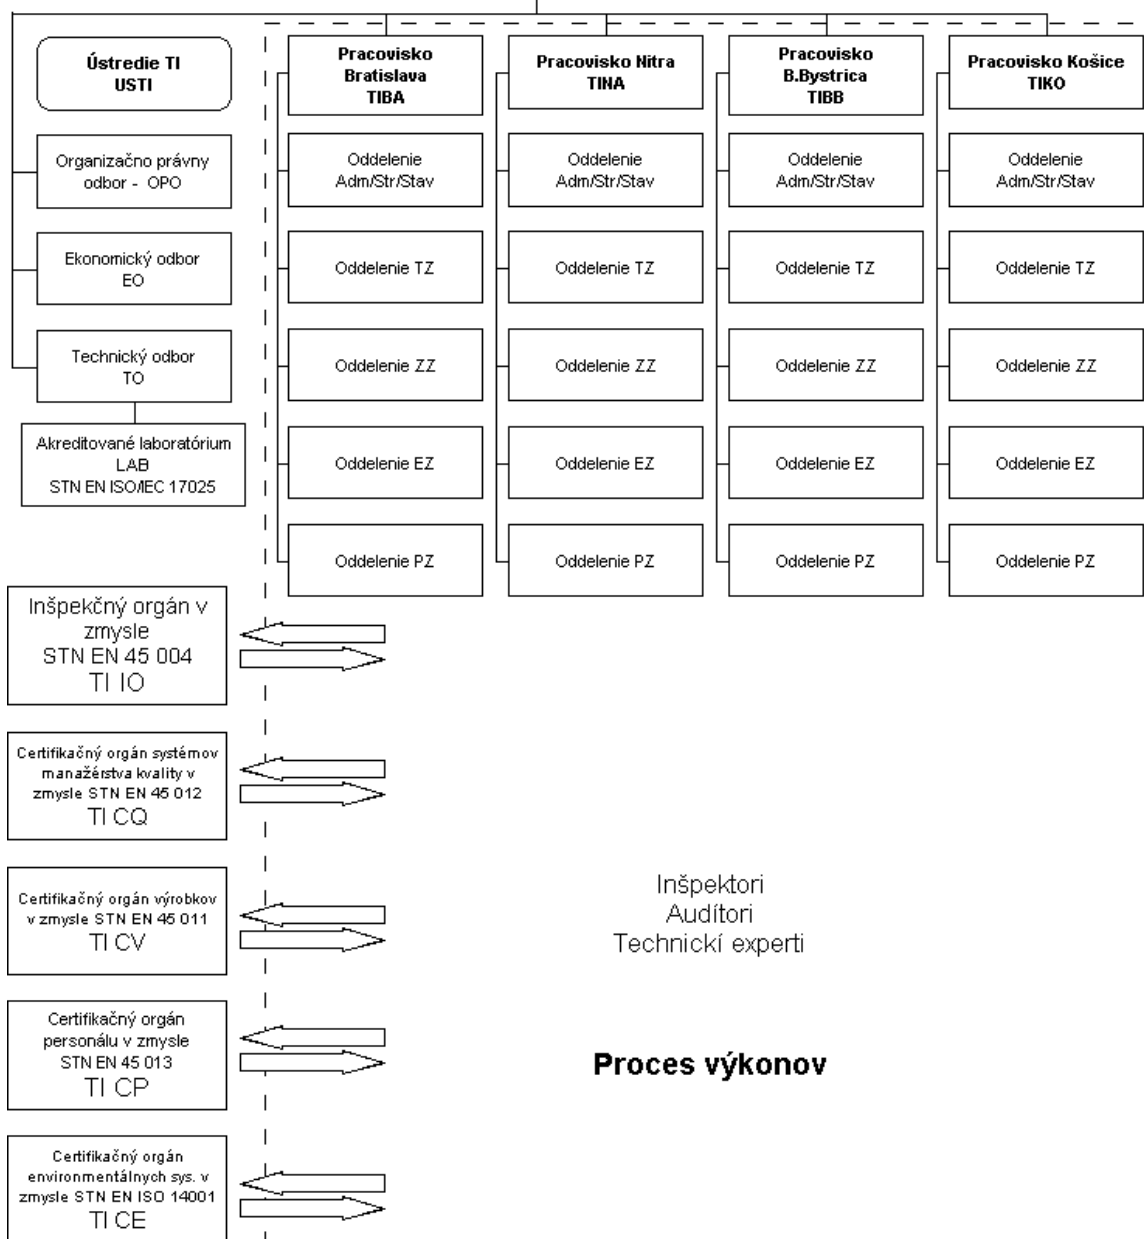 Ústredie TI
USTI
Pracovisko
Bratislava
TIBA
Pracovisko Nitra
TINA
Pracovisko
B.Bystrica
TIBB
Pracovisko Košice
TIKO
Organizačno právny
odbor - OPO
Oddelenie
Adm/Str/Stav
Oddelenie
Adm/Str/Stav
Oddelenie
Adm/Str/Stav
Oddelenie
Adm/Str/Stav
Ekonomický odbor
EO
Oddelenie TZ
Oddelenie TZ
Oddelenie TZ
Oddelenie TZ
Technický odbor
TO
Oddelenie ZZ
Oddelenie ZZ
Oddelenie ZZ
Oddelenie ZZ
Akreditované laboratórium
LAB
STN EN ISO/IEC 17025
Oddelenie EZ
Oddelenie EZ
Oddelenie EZ
Oddelenie EZ
Oddelenie PZ
Oddelenie PZ
Oddelenie PZ
Oddelenie PZ
Inšpekčný orgán v
zmysle
STN EN 45 004
TI IO
Certifikačný orgán systémov
manažérstva kvality v
zmysle STN EN 45 012
TI CQ
Certifikačný orgán výrobkov
v zmysle STN EN 45 011
TI CV
Inšpektori
Audítori
Technickí experti
Certifikačný orgán
personálu v zmysle
STN EN 45 013
TI CP
Proces výkonov
Certifikačný orgán
environmentálnych sys. v
zmysle STN EN ISO 14001
TI CE